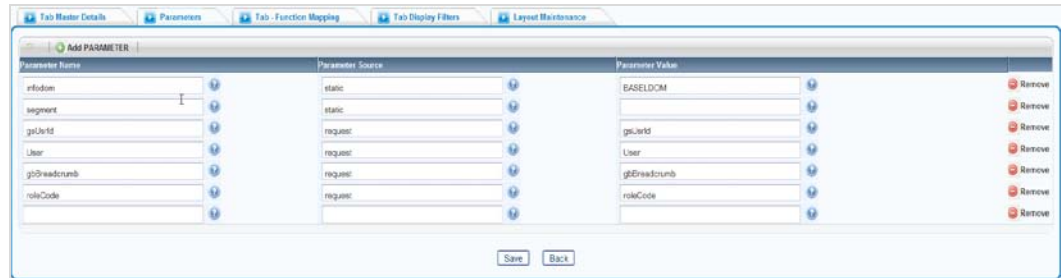 Tab Master Details Parameters Tab - Function Mapping Tab Display Filters Layout Maintenance
Add PARAMETER
Parameter Name Parameter Source Parameter Value
infodom static BASELDOM Remove
segment static Remove
gsUsrId request gsUsrId Remove
User request User Remove
gbBreadcrumb request gbBreadcrumb Remove
roleCode request roleCode Remove
Remove
Save Back